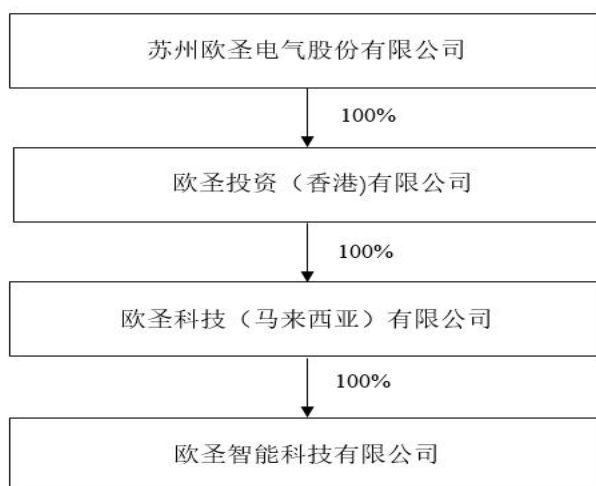 苏州欧圣电气股份有限公司
100%
欧圣投资（香港)有限公司
100%
欧圣科技（马来西亚）有限公司
100%
欧圣智能科技有限公司